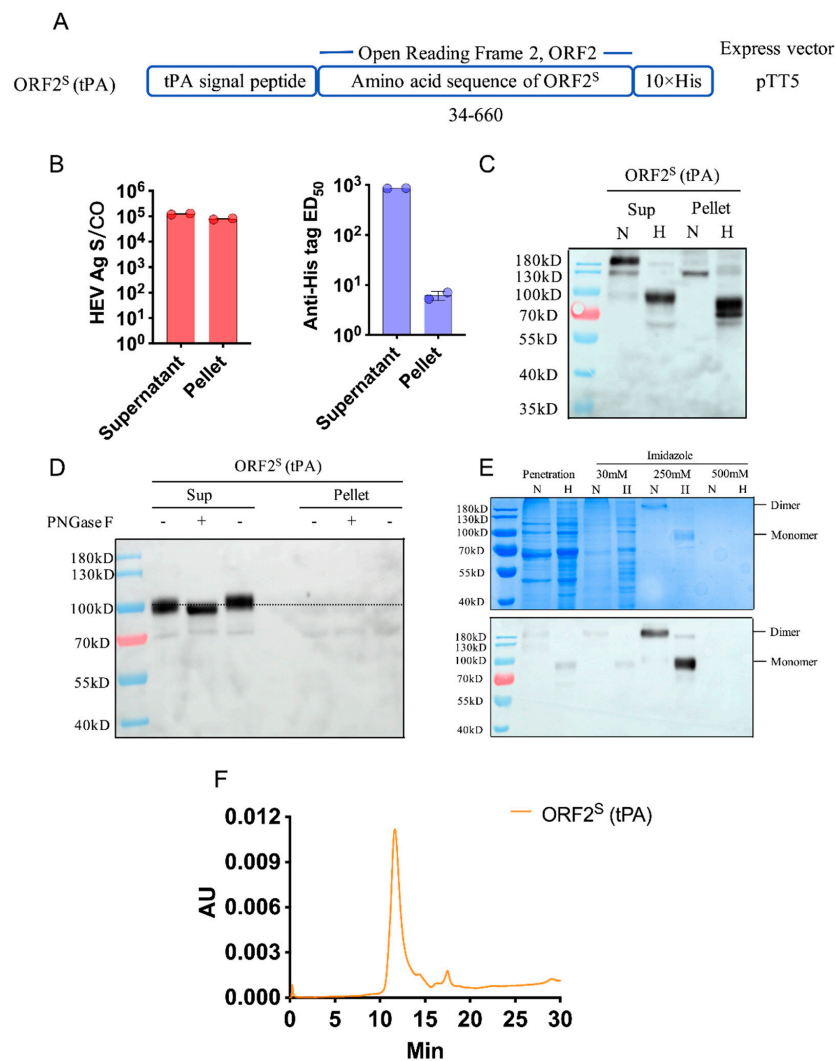 A
Open Reading Frame 2, ORF
Express vector
ORF2S (tPA)
tPA signal peptide
Amino acid sequence of ORF2S
10×His
pTT5
34-660
B
HEV Ag S/CO
10^6
10^5
10^4
10^3
10^2
10^1
10^0
Supernatant
Pellet
Anti-His tag ED50
10^3
10^2
10^1
10^0
Supernatant
Pellet
C
ORF2S (tPA)
Sup Pellet
N H N H
180kD
130kD
100kD
70kD
55kD
40kD
35kD
D
ORF2S (tPA)
Sup Pellet
PNGase F - + - - + -
180kD
130kD
100kD
70kD
55kD
40kD
E
Imidazole
Penetration 30mM 250mM 500mM
N H N H N H N H
180kD
130kD
100kD
70kD
55kD
40kD
Dimer
Monomer
180kD
130kD
100kD
70kD
55kD
40kD
Dimer
Monomer
F
ORF2S (tPA)
AU
0.012
0.009
0.006
0.003
0.000
0 5 10 15 20 25 30
Min